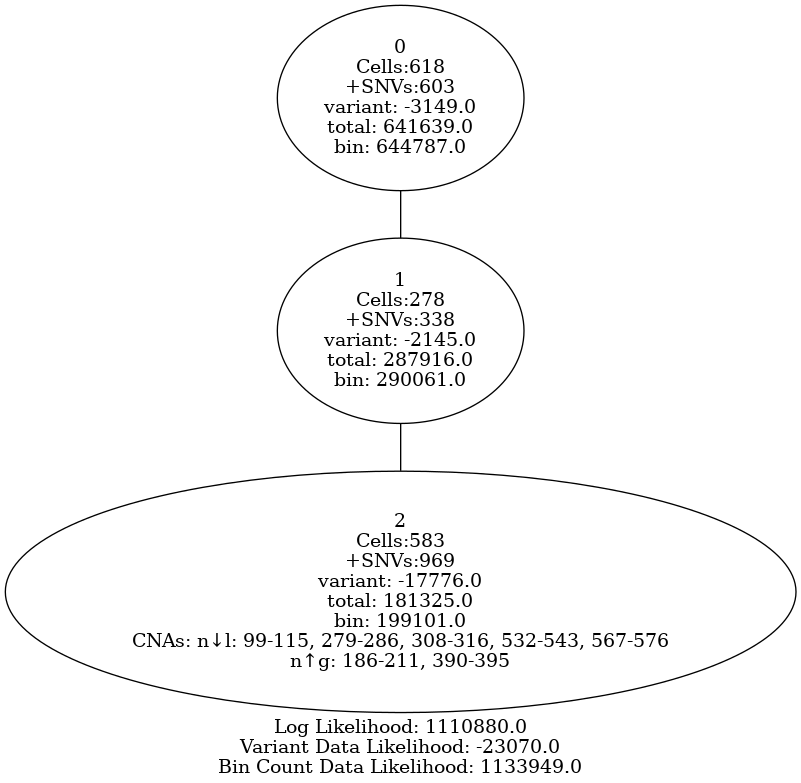 0
Cells:618
+SNVs:603
variant: -3149.0
total: 641639.0
bin: 644787.0
1
Cells:278
+SNVs:338
variant: -2145.0
total: 287916.0
bin: 290061.0
2
Cells:583
+SNVs:969
variant: -17776.0
total: 181325.0
bin: 199101.0
CNAs: n↓l: 99-115, 279-286, 308-316, 532-543, 567-576
n↑g: 186-211, 390-395
Log Likelihood: 1110880.0
Variant Data Likelihood: -23070.0
Bin Count Data Likelihood: 1133949.0